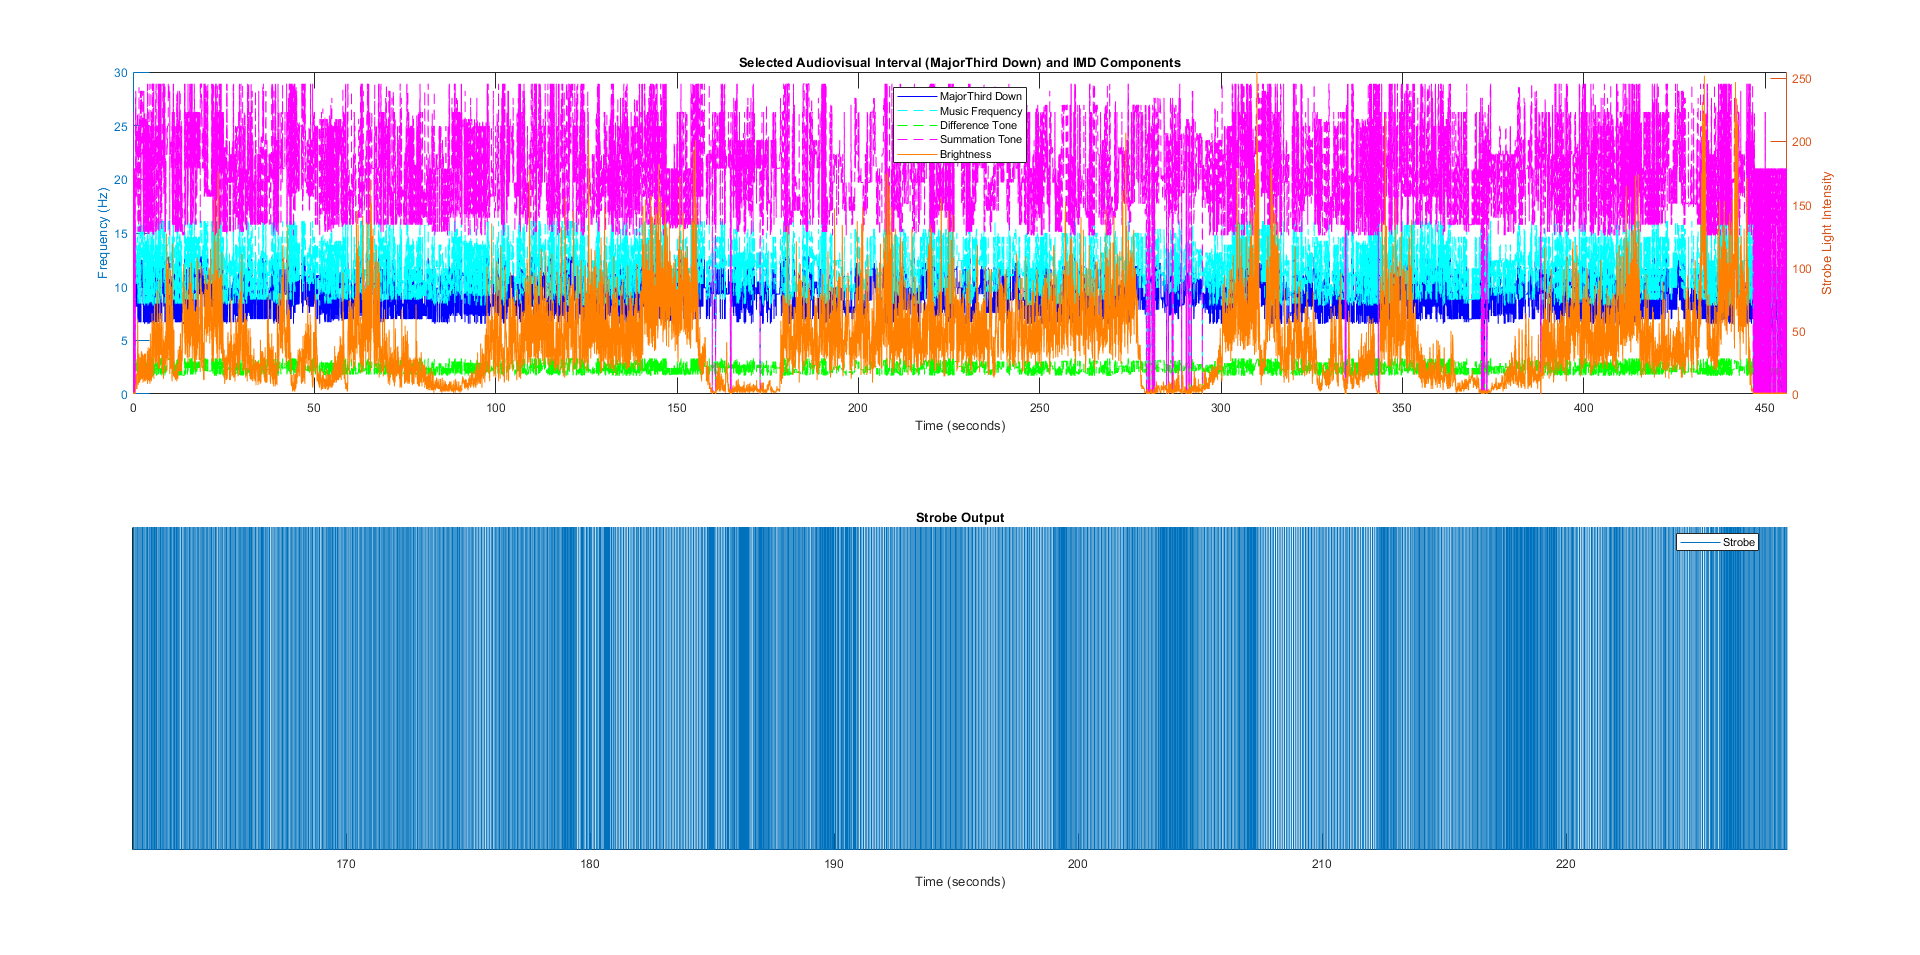 Selected Audiovisual Interval (MajorThird Down) and IMD Components
30
25
20
15
10
5
0
Frequency (Hz)
250
200
150
100
50
0
Strobe Light Intensity
MajorThird Down
Music Frequency
Difference Tone
Summation Tone
Brightness
0 50 100 150 200 250 300 350 400 450
Time (seconds)
Strobe Output
Strobe
170 180 190 200 210 220
Time (seconds)